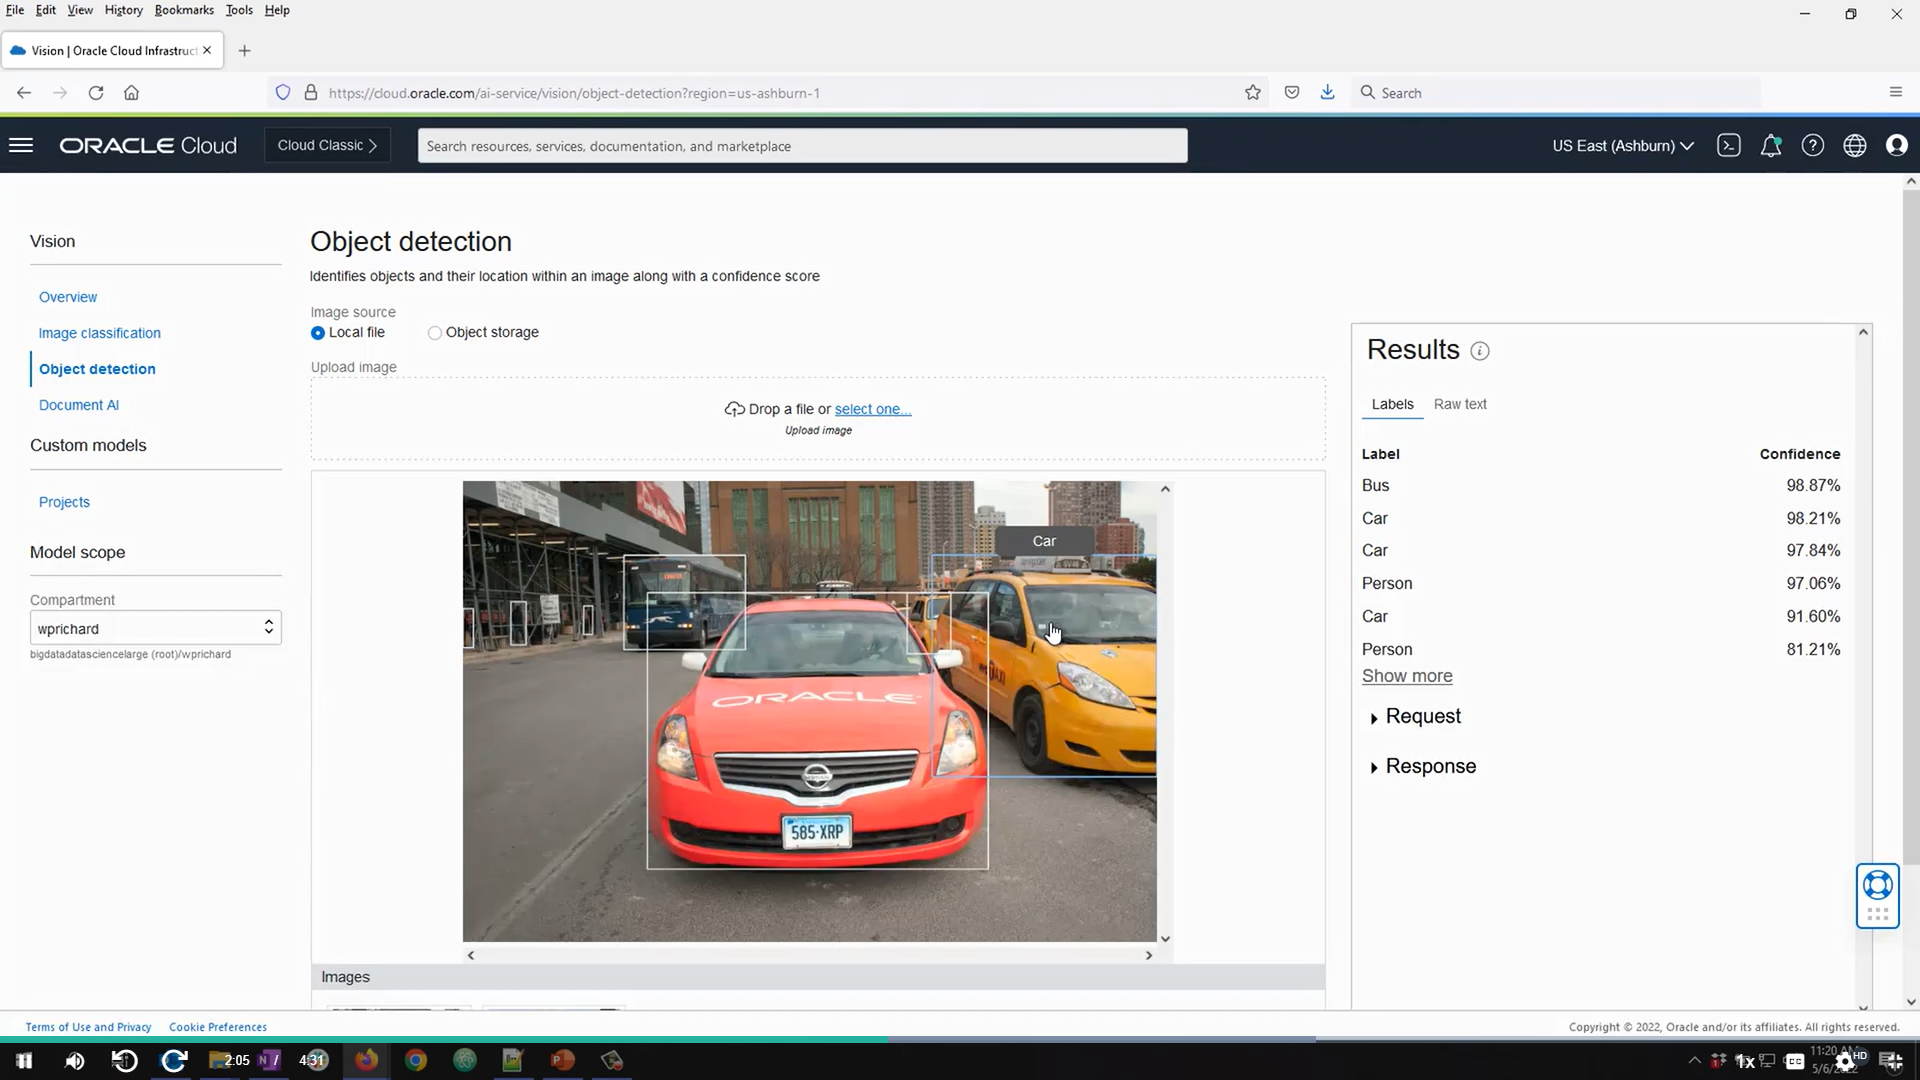 File Edit View History Bookmarks Tools Help
Vision | Oracle Cloud Infrastruct
https://cloud.oracle.com/ai-service/vision/object-detection?region=us-ashburn-1
Search
ORACLE Cloud
Cloud Classic
Search resources, services, documentation, and marketplace
US East (Ashburn)
Vision
Overview
Image classification
Object detection
Document AI
Custom models
Projects
Model scope
Compartment
wprichard
bigdatadatasciencelarge (root)/wprichard
Object detection
Identifies objects and their location within an image along with a confidence score
Image source
Local file
Object storage
Upload image
Drop a file or select one...
Upload image
Car
ORACLE
585·XRP
Images
Results
Labels Raw text
Label Confidence
Bus 98.87%
Car 98.21%
Car 97.84%
Person 97.06%
Car 91.60%
Person 81.21%
Show more
Request
Response
Terms of Use and Privacy Cookie Preferences
Copyright © 2022, Oracle and/or its affiliates. All rights reserved.
2:05
4:31
11:20
1x
CC
HD